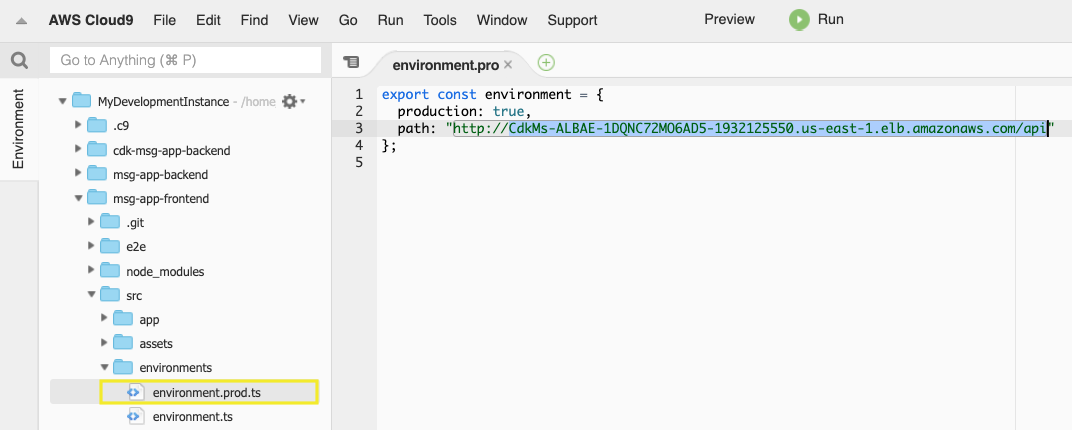 AWS Cloud9 File Edit Find View Go Run Tools Window Support Preview Run
Go to Anything (⌘ P)
Environment
MyDevelopmentInstance - /home
.c9
cdk-msg-app-backend
msg-app-backend
msg-app-frontend
.git
e2e
node_modules
src
app
assets
environments
environment.prod.ts
environment.ts
environment.pro
1 export const environment = {
2 production: true,
3 path: "http://CdkMs-ALBAE-1DQNC72MO6AD5-1932125550.us-east-1.elb.amazonaws.com/api"
4 };
5